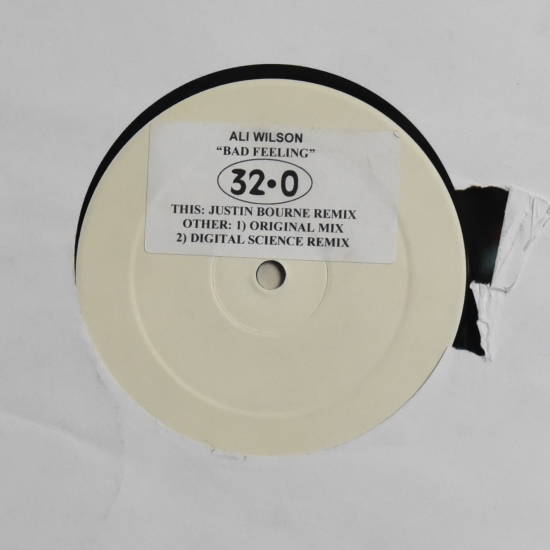 ALI WILSON
“BAD FEELING”
32•0
THIS: JUSTIN BOURNE REMIX
OTHER: 1) ORIGINAL MIX
2) DIGITAL SCIENCE REMIX